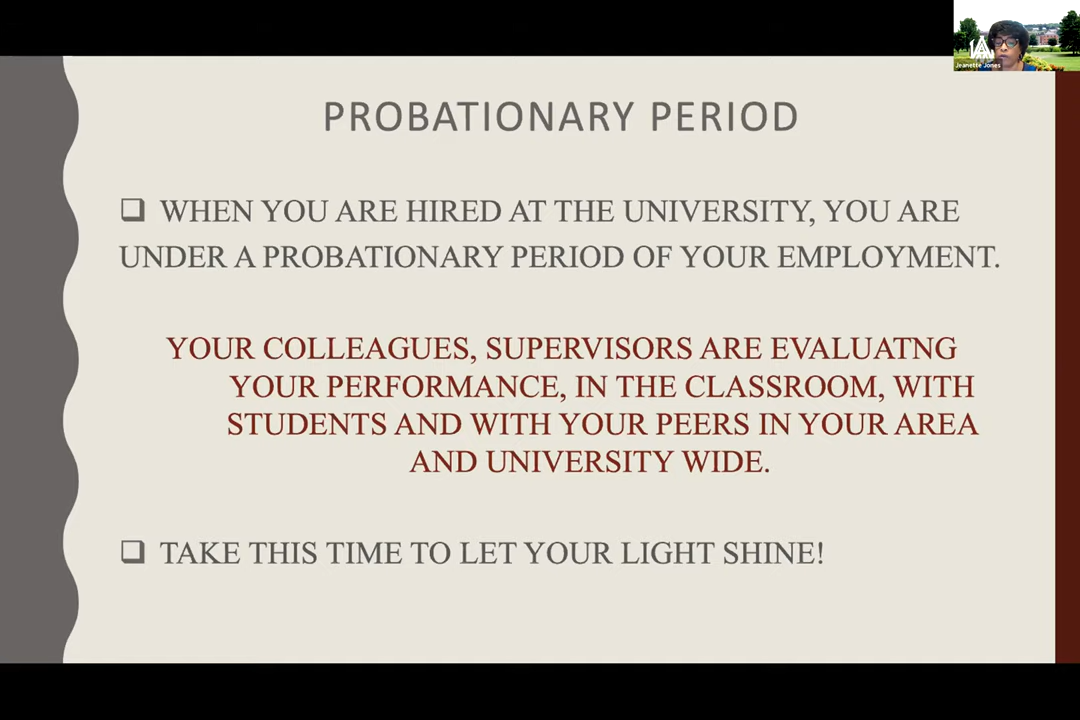 Jeanette Jones
PROBATIONARY PERIOD
WHEN YOU ARE HIRED AT THE UNIVERSITY, YOU ARE
UNDER A PROBATIONARY PERIOD OF YOUR EMPLOYMENT.
YOUR COLLEAGUES, SUPERVISORS ARE EVALUATNG
YOUR PERFORMANCE, IN THE CLASSROOM, WITH
STUDENTS AND WITH YOUR PEERS IN YOUR AREA
AND UNIVERSITY WIDE.
TAKE THIS TIME TO LET YOUR LIGHT SHINE!